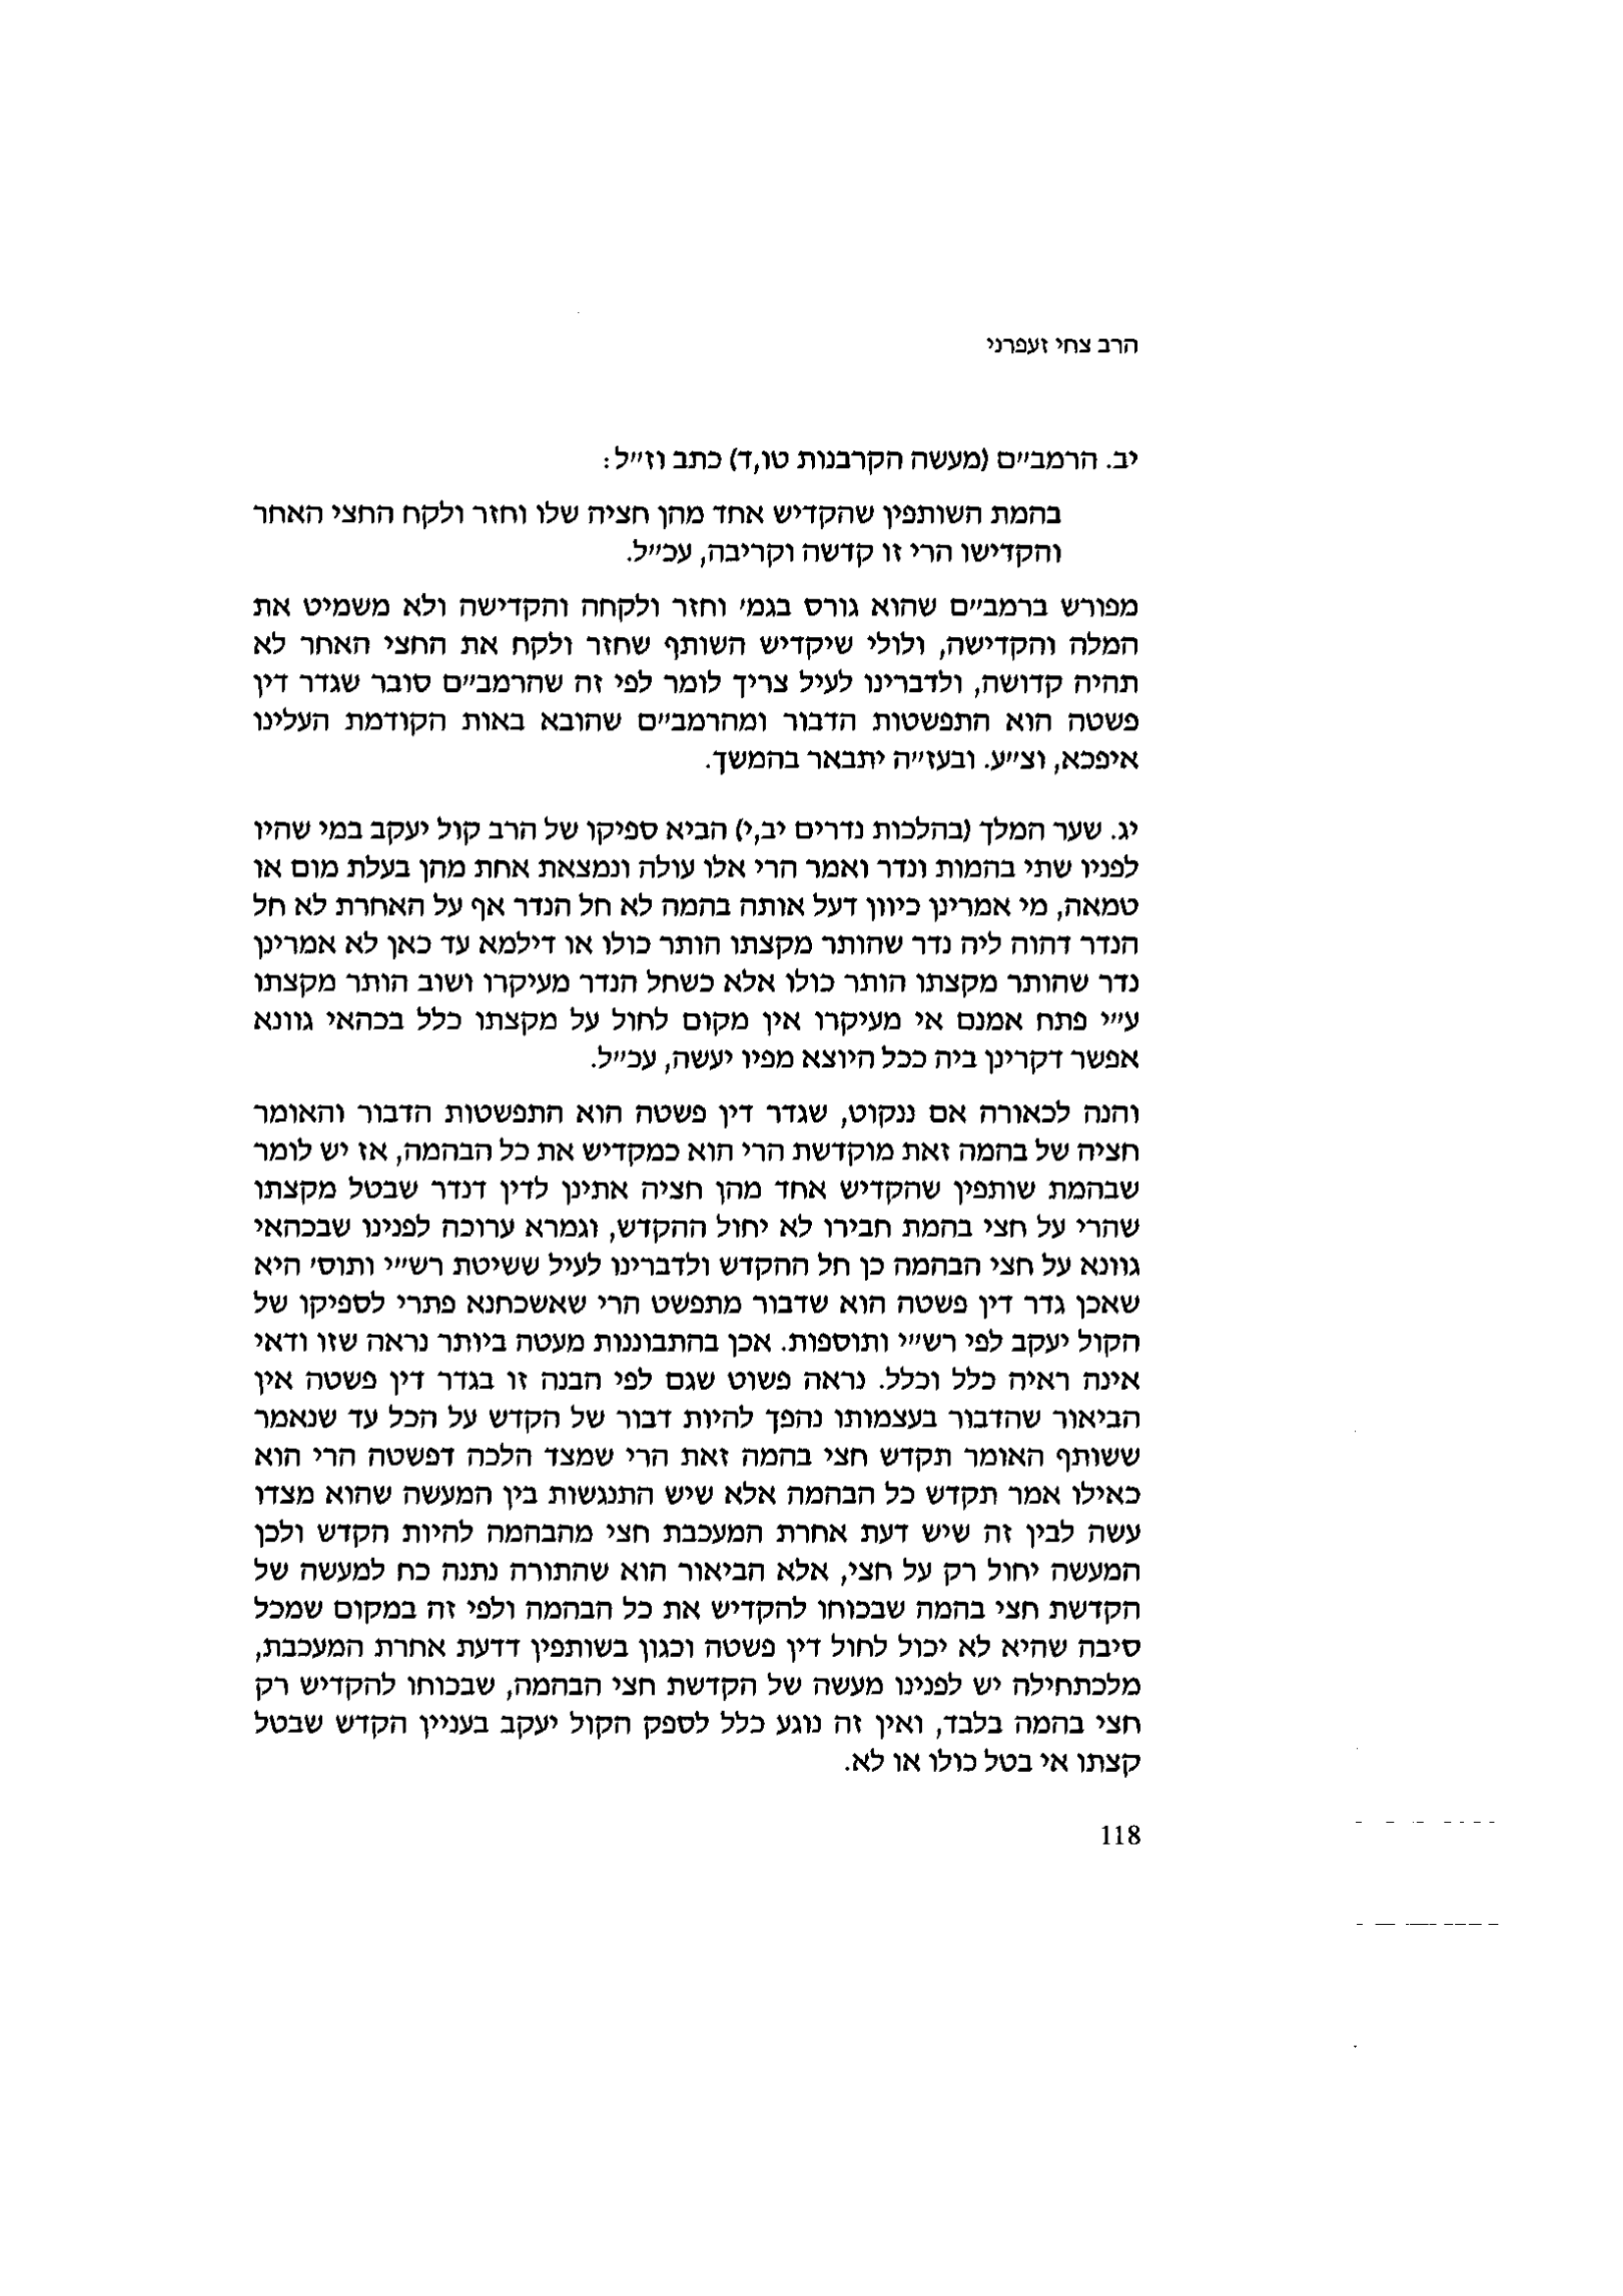 הרב צחי זעפרני
יב. הרמב״ם (מעשה הקרבנות טו,ד) כתב וז״ל:
בהמת השותפין שהקדיש אחד מהן חציה שלו וחזר ולקח החצי האחר
והקדישו הרי זו קדשה וקריבה, עכ״ל.
מפורש ברמב״ם שהוא גורס בגמ׳ וחזר ולקחה והקדישה ולא משמיט את
המלה והקדישה, ולולי שיקדיש השותף שחזר ולקח את החצי האחר לא
תהיה קדושה, ולדברינו לעיל צריך לומר לפי זה שהרמב״ם סובר שגדר דין
פשטה הוא התפשטות הדבור ומהרמב״ם שהובא באות הקודמת העלינו
איפכא, וצ״ע. ובעז״ה יתבאר בהמשך.
יג. שער המלך (בהלכות נדרים יב,י) הביא ספיקו של הרב קול יעקב במי שהיו
לפניו שתי בהמות ונדר ואמר הרי אלו עולה ונמצאת אחת מהן בעלת מום או
טמאה, מי אמרינן כיוון דעל אותה בהמה לא חל הנדר אף על האחרת לא חל
הנדר דהוה ליה נדר שהותר מקצתו הותר כולו או דילמא עד כאן לא אמרינן
נדר שהותר מקצתו הותר כולו אלא כשחל הנדר מעיקרו ושוב הותר מקצתו
ע״י פתח אמנם אי מעיקרו אין מקום לחול על מקצתו כלל בכהאי גוונא
אפשר דקרינן ביה ככל היוצא מפיו יעשה, עכ״ל.
והנה לכאורה אם ננקוט, שגדר דין פשטה הוא התפשטות הדבור והאומר
חציה של בהמה זאת מוקדשת הרי הוא כמקדיש את כל הבהמה, אז יש לומר
שבהמת שותפין שהקדיש אחד מהן חציה אתינן לדין דנדר שבטל מקצתו
שהרי על חצי בהמת חבירו לא יחול ההקדש, וגמרא ערוכה לפנינו שבכהאי
גוונא על חצי הבהמה כן חל ההקדש ולדברינו לעיל ששיטת רש״י ותוס׳ היא
שאכן גדר דין פשטה הוא שדבור מתפשט הרי שאשכחנא פתרי לספיקו של
הקול יעקב לפי רש״י ותוספות. אכן בהתבוננות מעטה ביותר נראה שזו ודאי
אינה ראיה כלל וכלל. נראה פשוט שגם לפי הבנה זו בגדר דין פשטה אין
הביאור שהדבור בעצמותו נהפך להיות דבור של הקדש על הכל עד שנאמר
ששותף האומר תקדש חצי בהמה זאת הרי שמצד הלכה דפשטה הרי הוא
כאילו אמר תקדש כל הבהמה אלא שיש התנגשות בין המעשה שהוא מצדו
עשה לבין זה שיש דעת אחרת המעכבת חצי מהבהמה להיות הקדש ולכן
המעשה יחול רק על חצי, אלא הביאור הוא שהתורה נתנה כח למעשה של
הקדשת חצי בהמה שבכוחו להקדיש את כל הבהמה ולפי זה במקום שמכל
סיבה שהיא לא יכול לחול דין פשטה וכגון בשותפין דדעת אחרת המעכבת,
מלכתחילה יש לפנינו מעשה של הקדשת חצי הבהמה, שבכוחו להקדיש רק
חצי בהמה בלבד, ואין זה נוגע כלל לספק הקול יעקב בעניין הקדש שבטל
קצתו אי בטל כולו או לא.
118